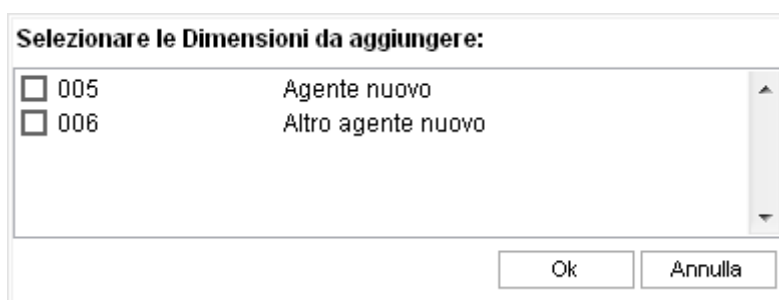 Selezionare le Dimensioni da aggiungere:
005 Agente nuovo
006 Altro agente nuovo
Ok Annulla